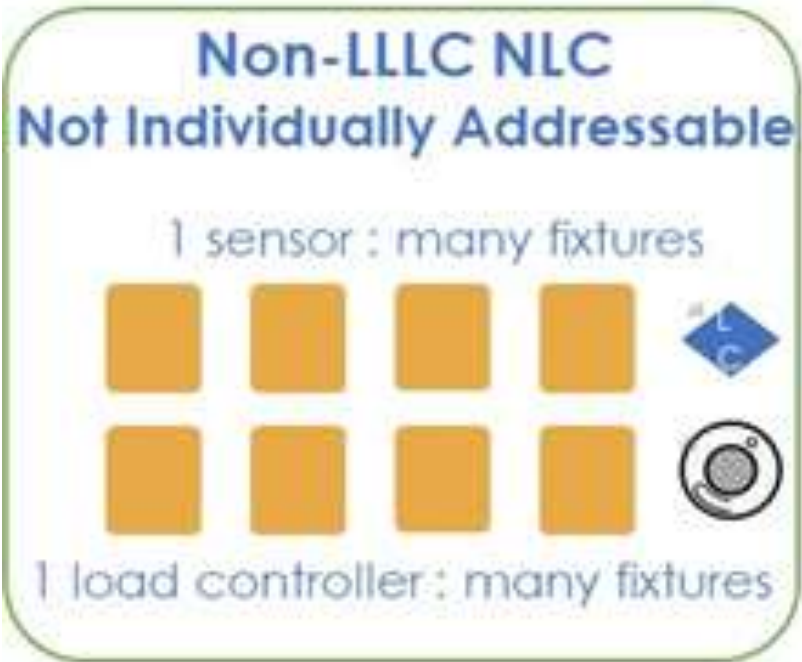 Non-LLLC NLC
Not Individually Addressable
1 sensor : many fixtures
L
C
1 load controller : many fixtures